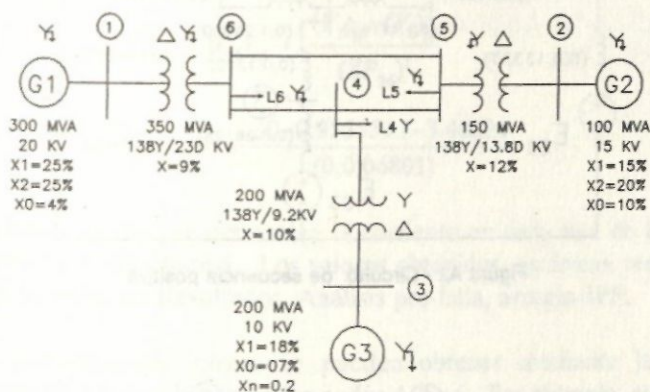 1
6
5
2
4
G1
G2
L6
L5
L4 Y
300 MVA
20 KV
X1=25%
X2=25%
X0=4%
350 MVA
138Y/230 KV
X=9%
150 MVA
138Y/13.80 KV
X=12%
100 MVA
15 KV
X1=15%
X2=20%
X0=10%
200 MVA
138Y/9.2KV
X=10%
Y
Δ
3
200 MVA
10 KV
X1=18%
X0=07%
Xn=0.2
G3